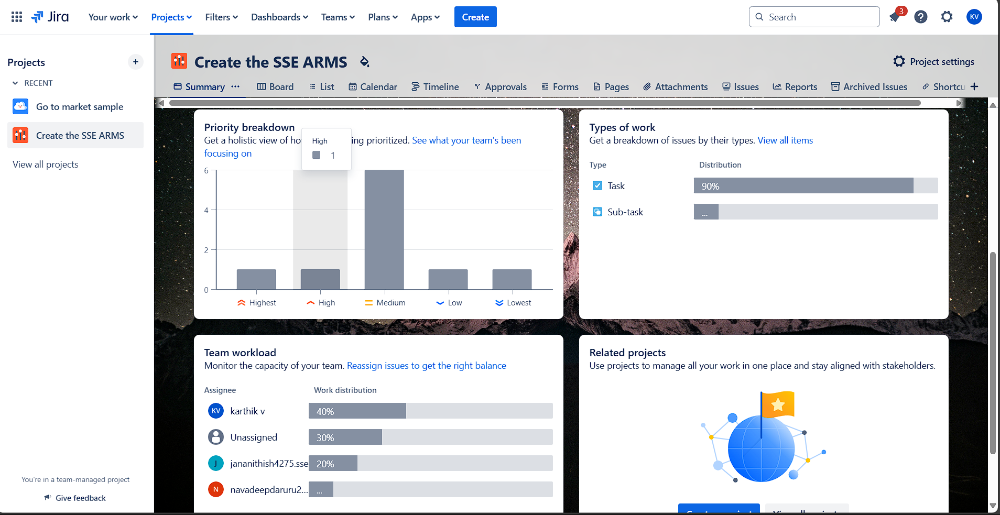 Jira Your work Projects Filters Dashboards Teams Plans Apps Create Search 3 KV
Projects
RECENT
Go to market sample
Create the SSE ARMS
View all projects
You're in a team-managed project
Give feedback
Create the SSE ARMS
Project settings
Summary Board List Calendar Timeline Approvals Forms Pages Attachments Issues Reports Archived Issues Shortcu
Priority breakdown
Get a holistic view of ho ing prioritized. See what your team's been
focusing on
High
1
6
4
2
0
Highest High Medium Low Lowest
Types of work
Get a breakdown of issues by their types. View all items
Type Distribution
Task 90%
Sub-task ...
Team workload
Monitor the capacity of your team. Reassign issues to get the right balance
Assignee Work distribution
KV karthik v 40%
Unassigned 30%
J jananithish4275.sse 20%
N navadeepdaruru2... ...
Related projects
Use projects to manage all your work in one place and stay aligned with stakeholders.